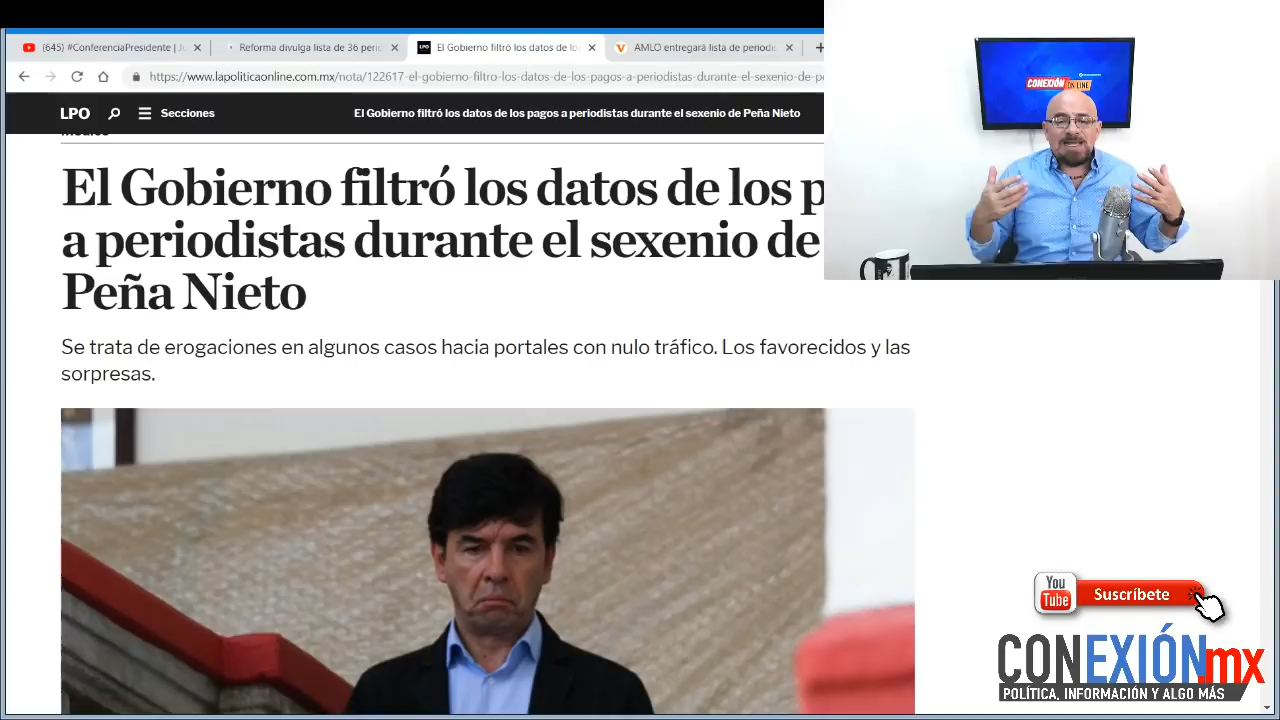 (645) #ConferenciaPresidente | Ju
Reforma divulga lista de 36 perio
El Gobierno filtró los datos de lo
AMLO entregará lista de periodis
https://www.lapoliticaonline.com.mx/nota/122617-el-gobierno-filtro-los-datos-de-los-pagos-a-periodistas-durante-el-sexenio-de-pe
LPO
Secciones
El Gobierno filtró los datos de los pagos a periodistas durante el sexenio de Peña Nieto
El Gobierno filtró los datos de los p
a periodistas durante el sexenio de
Peña Nieto
Se trata de erogaciones en algunos casos hacia portales con nulo tráfico. Los favorecidos y las
sorpresas.
CONEXIÓN
ON LINE
You
Tube
Suscríbete
CONEXIÓN.mx
POLÍTICA, INFORMACIÓN Y ALGO MÁS